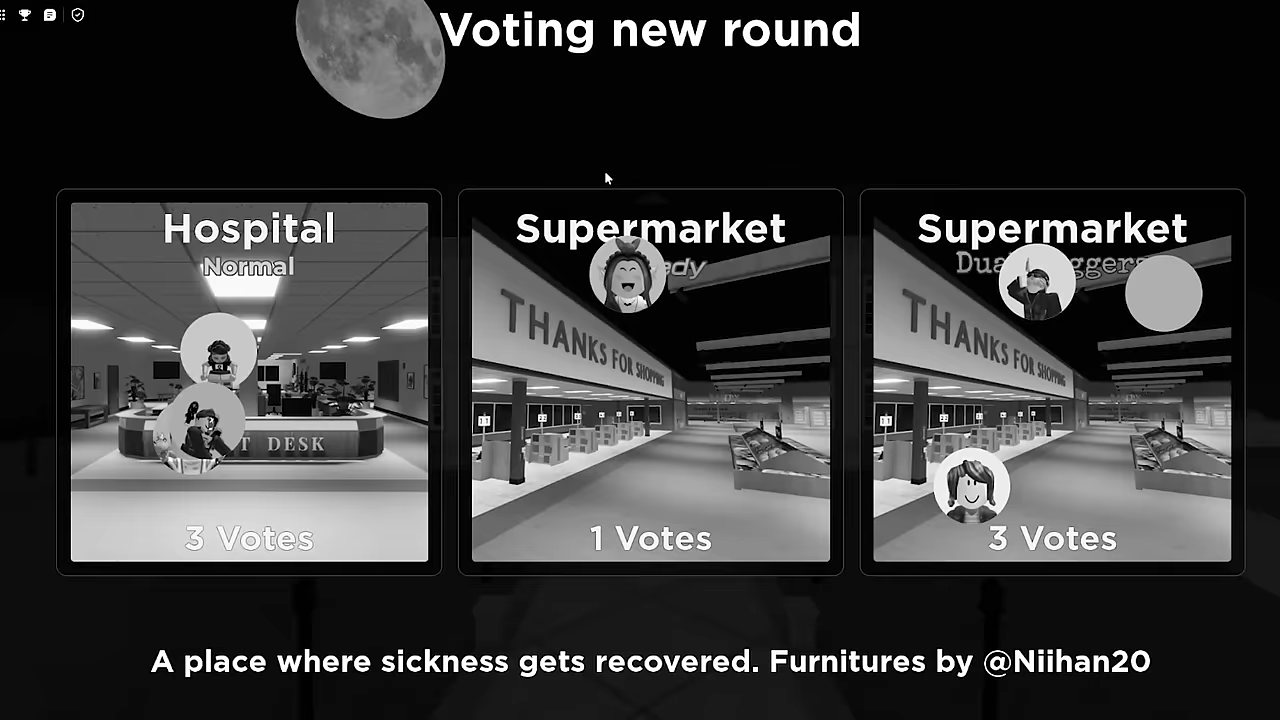 Voting new round
Hospital
Normal
T DESK
3 Votes
Supermarket
THANKS FOR SHOPPING
1 Votes
Supermarket
THANKS FOR SHOPPING
3 Votes
A place where sickness gets recovered. Furnitures by @Niihan20